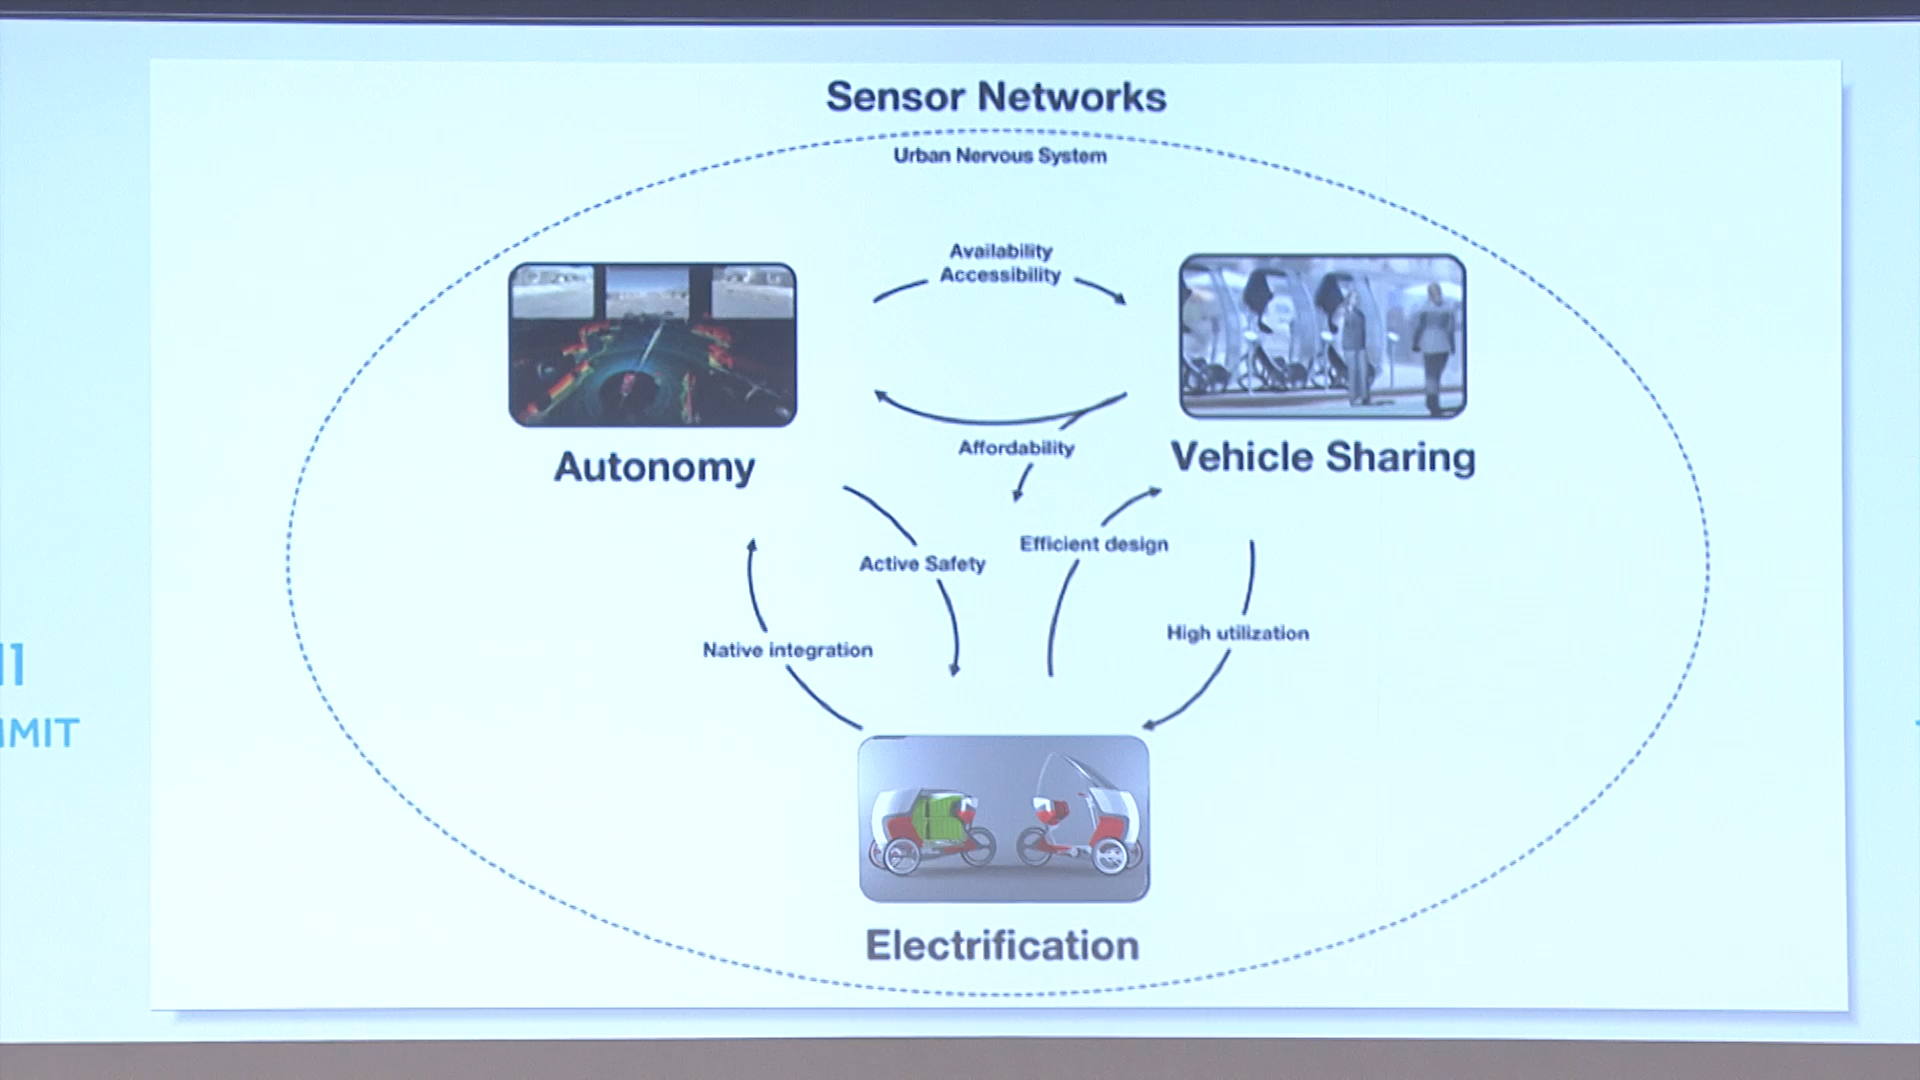 Sensor Networks
Urban Nervous System
Availability
Accessibility
Affordability
Autonomy
Vehicle Sharing
Efficient design
Active Safety
High utilization
Native integration
Electrification